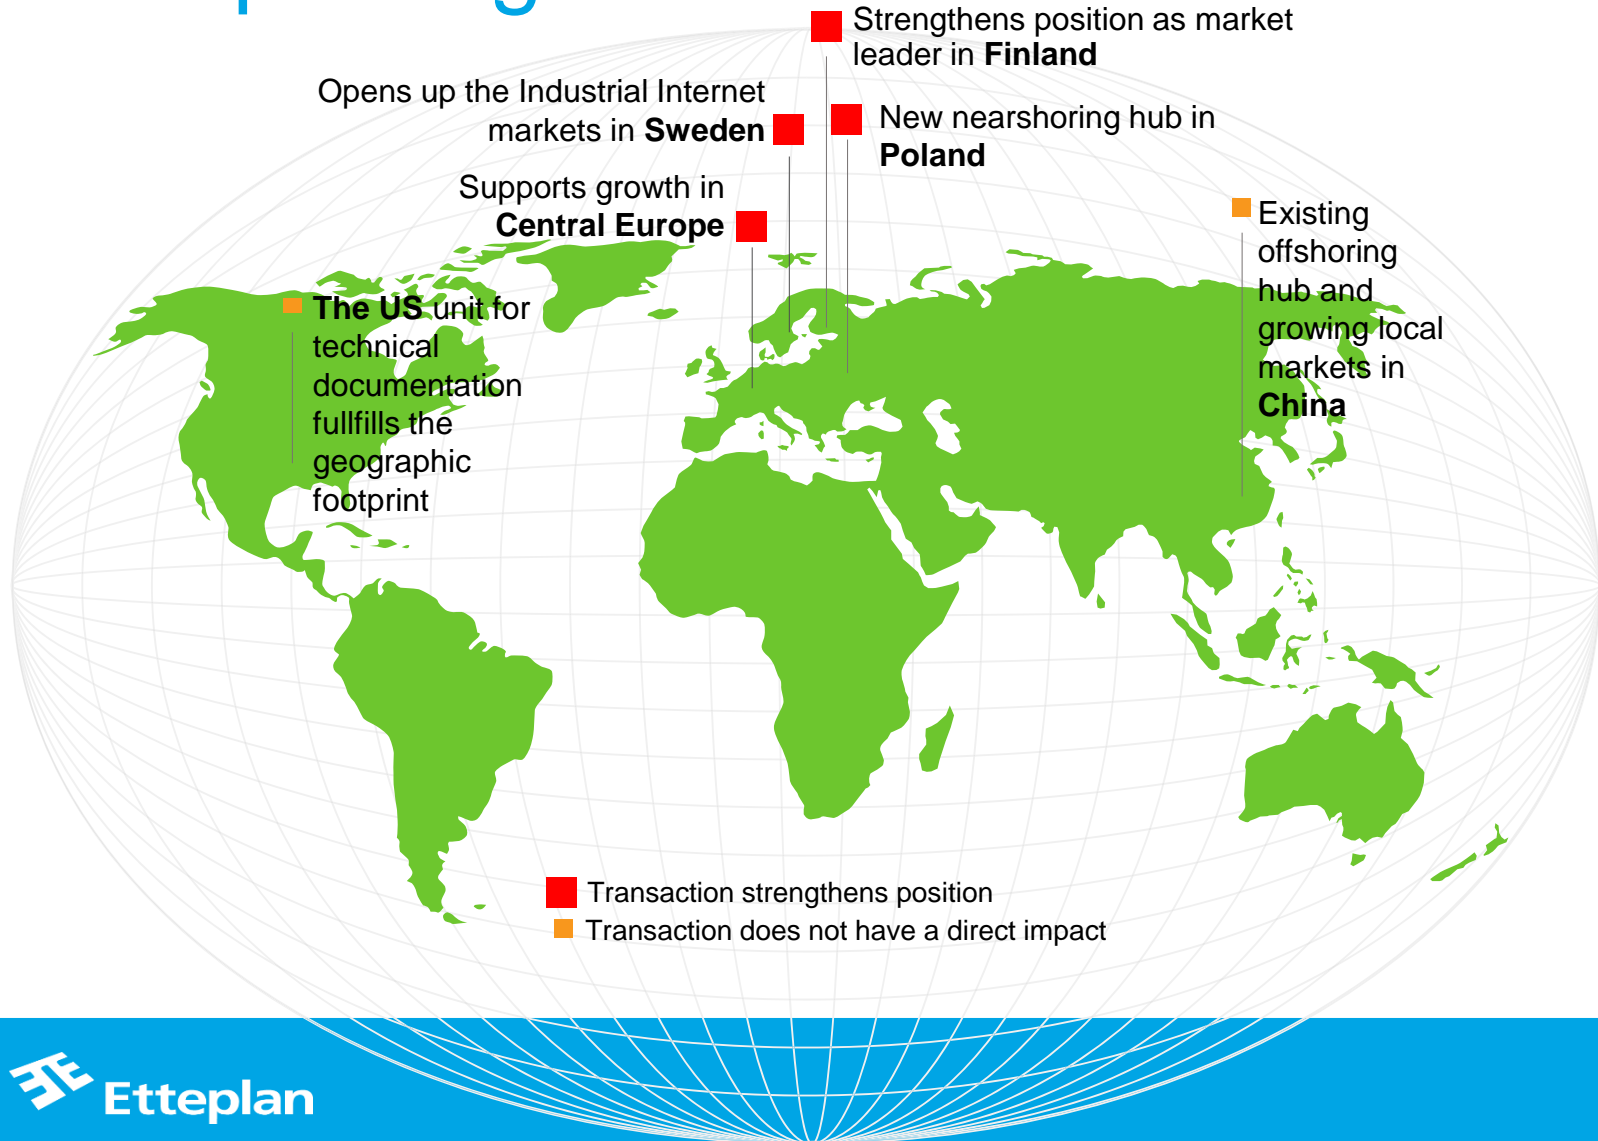 Strengthens position as market
leader in Finland
Opens up the Industrial Internet
markets in Sweden
New nearshoring hub in
Poland
Supports growth in
Central Europe
Existing
offshoring
hub and
growing local
markets in
China
The US unit for
technical
documentation
fullfills the
geographic
footprint
Transaction strengthens position
Transaction does not have a direct impact
Etteplan